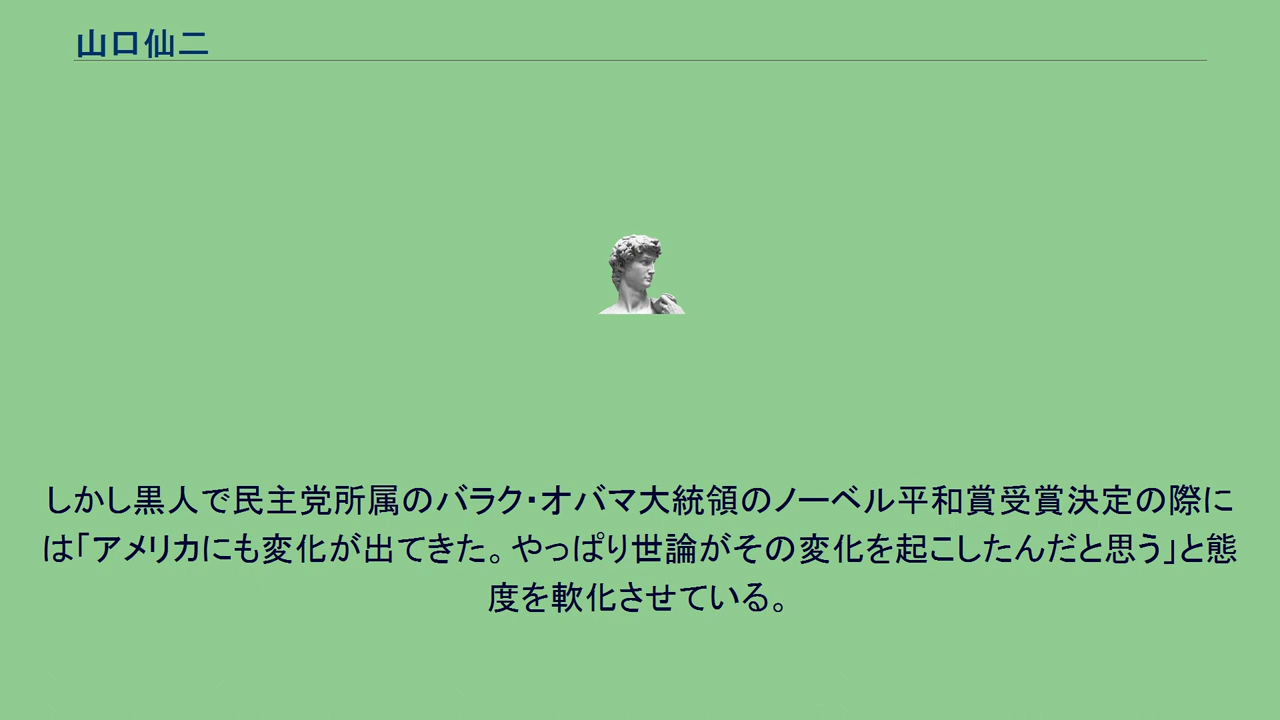 山口仙二
しかし黒人で民主党所属のバラク・オバマ大統領のノーベル平和賞受賞決定の際に
は「アメリカにも変化が出てきた。やっぱり世論がその変化を起こしたんだと思う」と態
度を軟化させている。